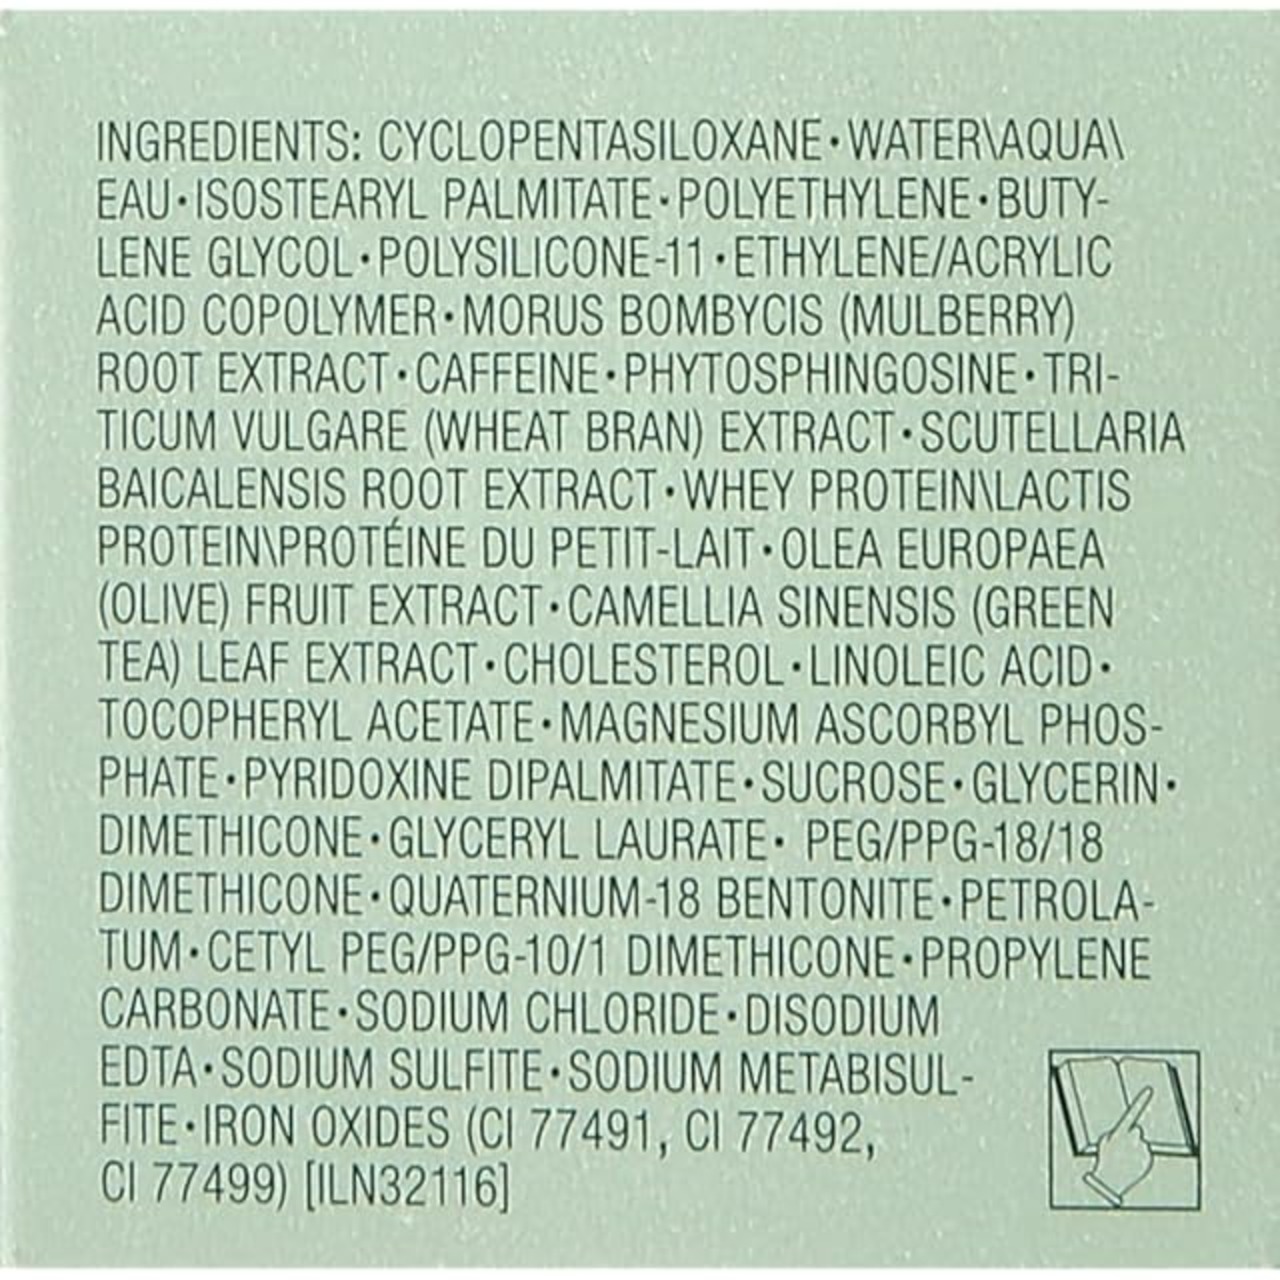 INGREDIENTS: CYCLOPENTASILOXANE•WATER\AQUA\
EAU•ISOSTEARYL PALMITATE•POLYETHYLENE•BUTY-
LENE GLYCOL•POLYSILICONE-11•ETHYLENE/ACRYLIC
ACID COPOLYMER•MORUS BOMBYCIS (MULBERRY)
ROOT EXTRACT•CAFFEINE•PHYTOSPHINGOSINE•TRI-
TICUM VULGARE (WHEAT BRAN) EXTRACT•SCUTELLARIA
BAICALENSIS ROOT EXTRACT•WHEY PROTEIN\LACTIS
PROTEIN\PROTÉINE DU PETIT-LAIT•OLEA EUROPAEA
(OLIVE) FRUIT EXTRACT•CAMELLIA SINENSIS (GREEN
TEA) LEAF EXTRACT•CHOLESTEROL•LINOLEIC ACID•
TOCOPHERYL ACETATE•MAGNESIUM ASCORBYL PHOS-
PHATE•PYRIDOXINE DIPALMITATE•SUCROSE•GLYCERIN•
DIMETHICONE•GLYCERYL LAURATE• PEG/PPG-18/18
DIMETHICONE•QUATERNIUM-18 BENTONITE•PETROLA-
TUM•CETYL PEG/PPG-10/1 DIMETHICONE•PROPYLENE
CARBONATE•SODIUM CHLORIDE•DISODIUM
EDTA•SODIUM SULFITE•SODIUM METABISUL-
FITE•IRON OXIDES (CI 77491, CI 77492,
CI 77499) [ILN32116]